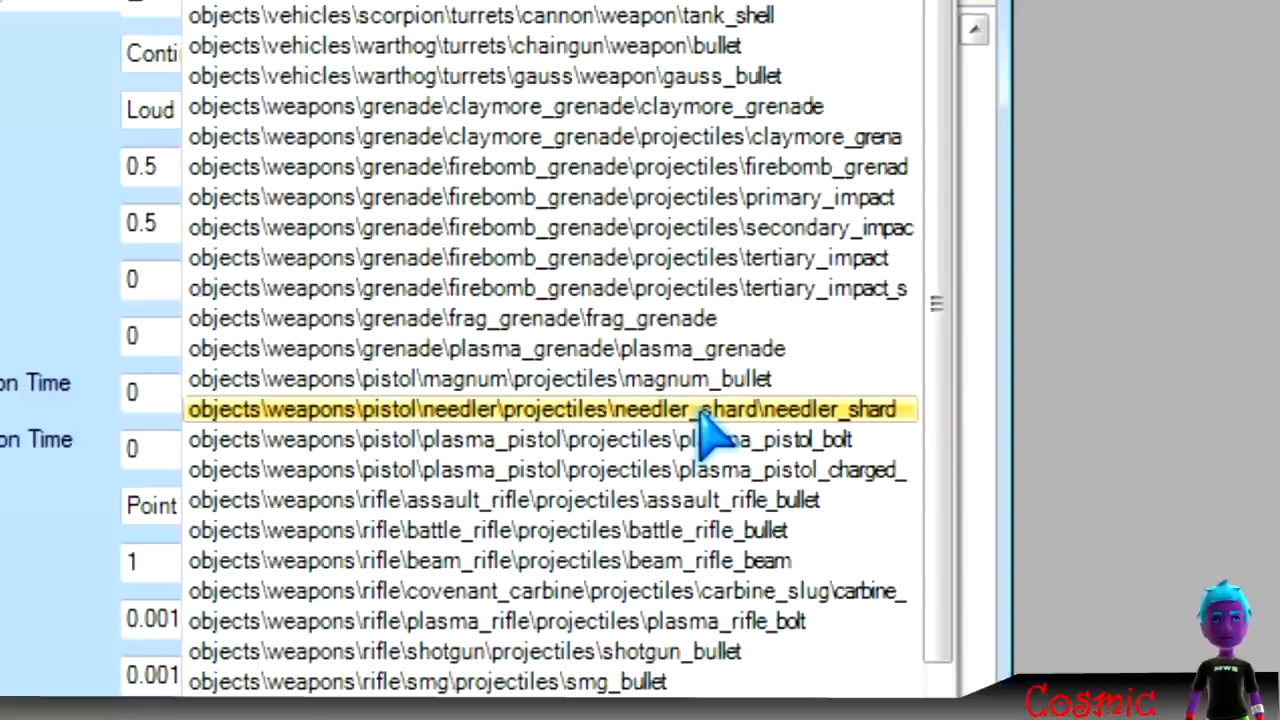 objects\vehicles\scorpion\turrets\cannon\weapon\tank_shell
Conti
objects\vehicles\warthog\turrets\chaingun\weapon\bullet
objects\vehicles\warthog\turrets\gauss\weapon\gauss_bullet
Loud
objects\weapons\grenade\claymore_grenade\claymore_grenade
objects\weapons\grenade\claymore_grenade\projectiles\claymore_grena
0.5
objects\weapons\grenade\firebomb_grenade\projectiles\firebomb_grenad
objects\weapons\grenade\firebomb_grenade\projectiles\primary_impact
0.5
objects\weapons\grenade\firebomb_grenade\projectiles\secondary_impac
objects\weapons\grenade\firebomb_grenade\projectiles\tertiary_impact
0
objects\weapons\grenade\firebomb_grenade\projectiles\tertiary_impact_s
objects\weapons\grenade\frag_grenade\frag_grenade
0
objects\weapons\grenade\plasma_grenade\plasma_grenade
on Time
0
objects\weapons\pistol\magnum\projectiles\magnum_bullet
objects\weapons\pistol\needler\projectiles\needler_shard\needler_shard
on Time
0
objects\weapons\pistol\plasma_pistol\projectiles\plasma_pistol_bolt
objects\weapons\pistol\plasma_pistol\projectiles\plasma_pistol_charged_
Point
objects\weapons\rifle\assault_rifle\projectiles\assault_rifle_bullet
objects\weapons\rifle\battle_rifle\projectiles\battle_rifle_bullet
1
objects\weapons\rifle\beam_rifle\projectiles\beam_rifle_beam
objects\weapons\rifle\covenant_carbine\projectiles\carbine_slug\carbine_
0.001
objects\weapons\rifle\plasma_rifle\projectiles\plasma_rifle_bolt
objects\weapons\rifle\shotgun\projectiles\shotgun_bullet
0.001
objects\weapons\rifle\smg\projectiles\smg_bullet
MW2
Cosmic